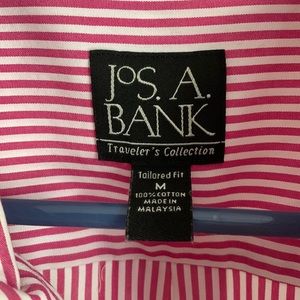 JOS. A.
BANK
Traveler's Collection
Tailored Fit
M
100% COTTON
MADE IN
MALAYSIA